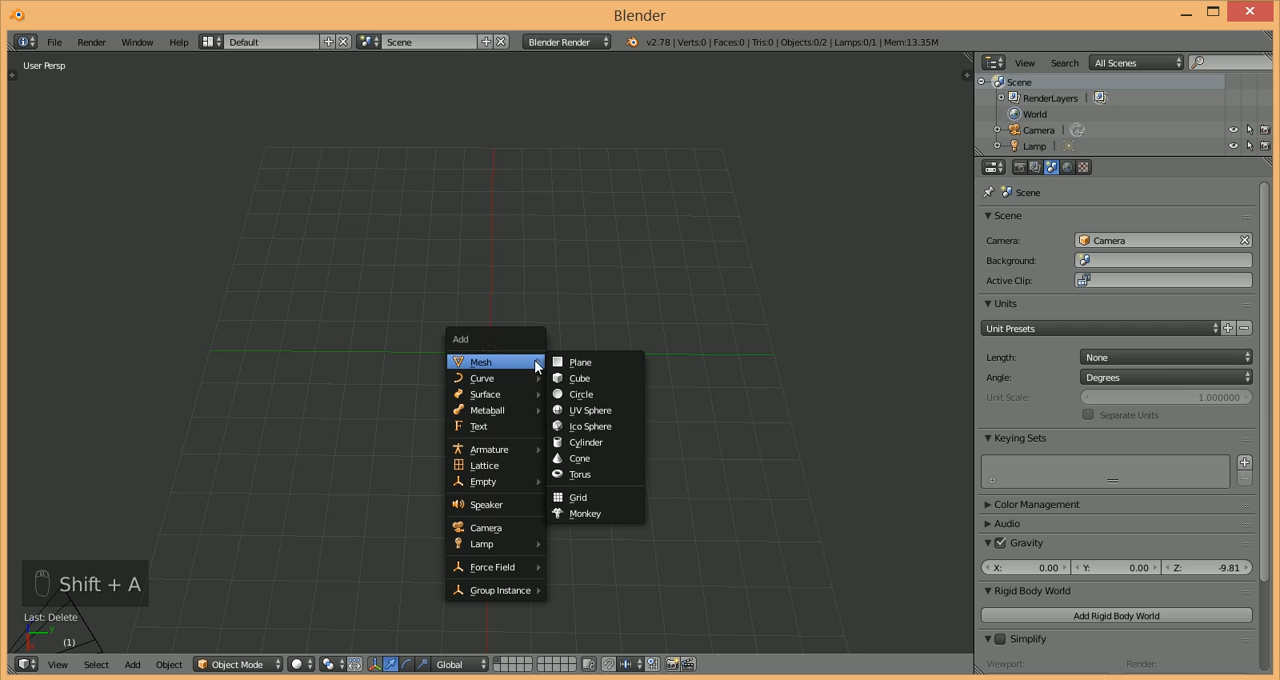 Blender
File Render Window Help Default Scene Blender Render v2.78 | Verts:0 | Faces:0 | Tris:0 | Objects:0/2 | Lamps:0/1 | Mem:13.35M
User Persp
View Search All Scenes
Scene
RenderLayers |
World
Camera |
Lamp |
Scene
Scene
Camera: Camera
Background:
Active Clip:
Units
Unit Presets
Length: None
Angle: Degrees
Unit Scale: 1.000000
Separate Units
Keying Sets
Color Management
Audio
Gravity
X: 0.00 Y: 0.00 Z: -9.81
Rigid Body World
Add Rigid Body World
Simplify
Viewport: Render:
Add
Mesh
Curve
Surface
Metaball
Text
Armature
Lattice
Empty
Speaker
Camera
Lamp
Force Field
Group Instance
Plane
Cube
Circle
UV Sphere
Ico Sphere
Cylinder
Cone
Torus
Grid
Monkey
Shift + A
Last: Delete
y
(1)
View Select Add Object Object Mode Global